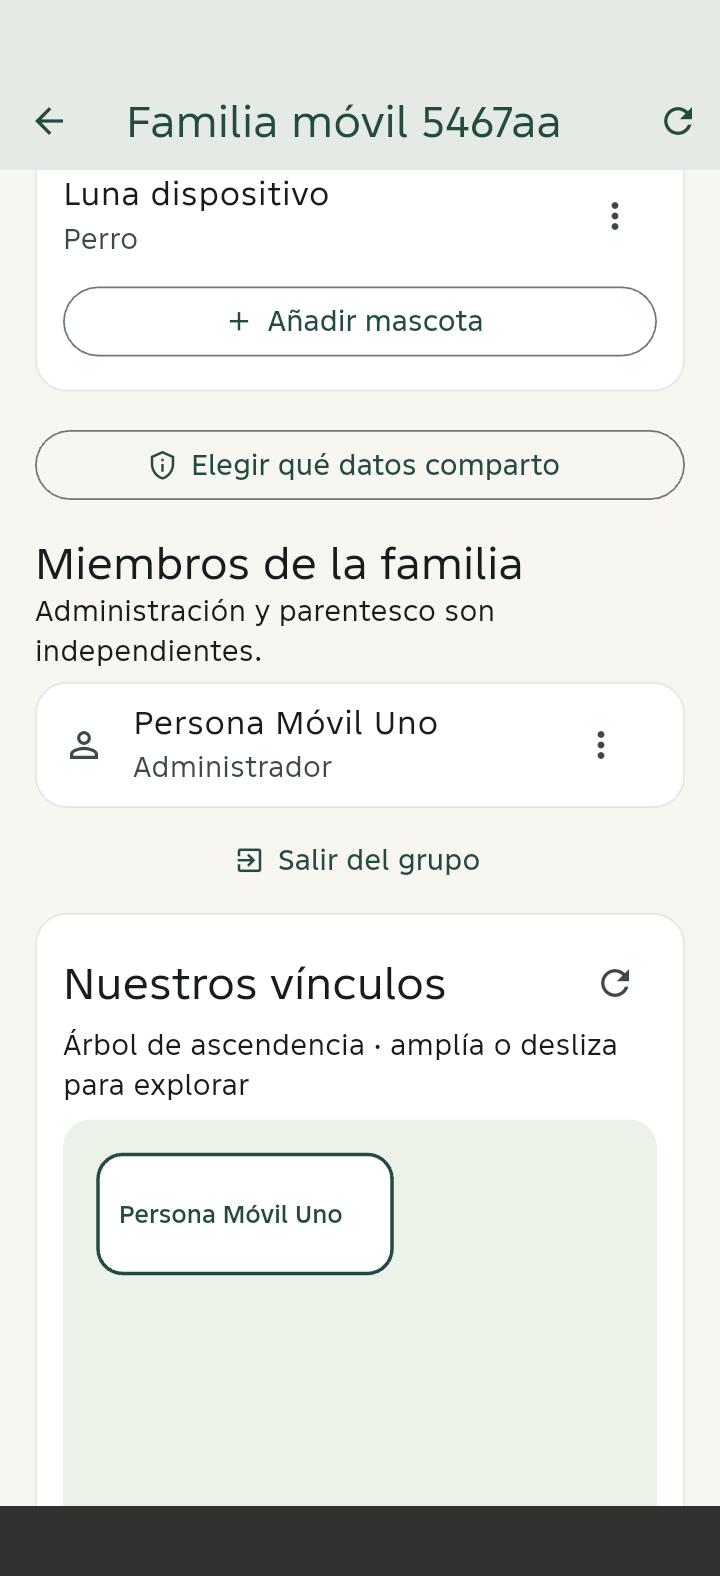 Familia móvil 5467aa
Luna dispositivo
Perro
+ Añadir mascota
Elegir qué datos comparto
Miembros de la familia
Administración y parentesco son
independientes.
Persona Móvil Uno
Administrador
Salir del grupo
Nuestros vínculos
Árbol de ascendencia · amplía o desliza
para explorar
Persona Móvil Uno